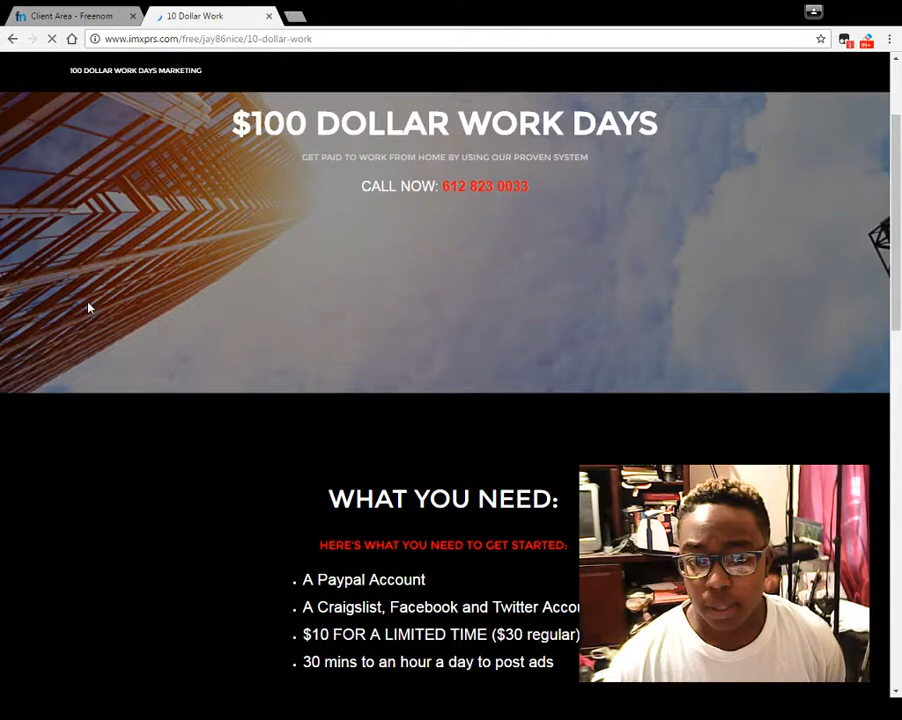 Client Area - Freenom
10 Dollar Work
www.imxprs.com/free/jay86nice/10-dollar-work
99+
100 DOLLAR WORK DAYS MARKETING
$100 DOLLAR WORK DAYS
GET PAID TO WORK FROM HOME BY USING OUR PROVEN SYSTEM
CALL NOW: 612 823 0033
WHAT YOU NEED:
HERE'S WHAT YOU NEED TO GET STARTED:
• A Paypal Account
• A Craigslist, Facebook and Twitter Accou
• $10 FOR A LIMITED TIME ($30 regular)
• 30 mins to an hour a day to post ads